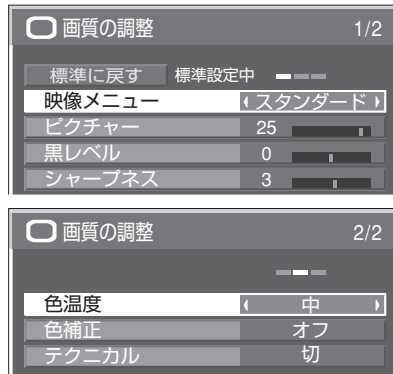 画質の調整 1/2
標準に戻す 標準設定中
映像メニュー スタンダード
ピクチャー 25
黒レベル 0
シャープネス 3
画質の調整 2/2
色温度 中
色補正 オフ
テクニカル 切